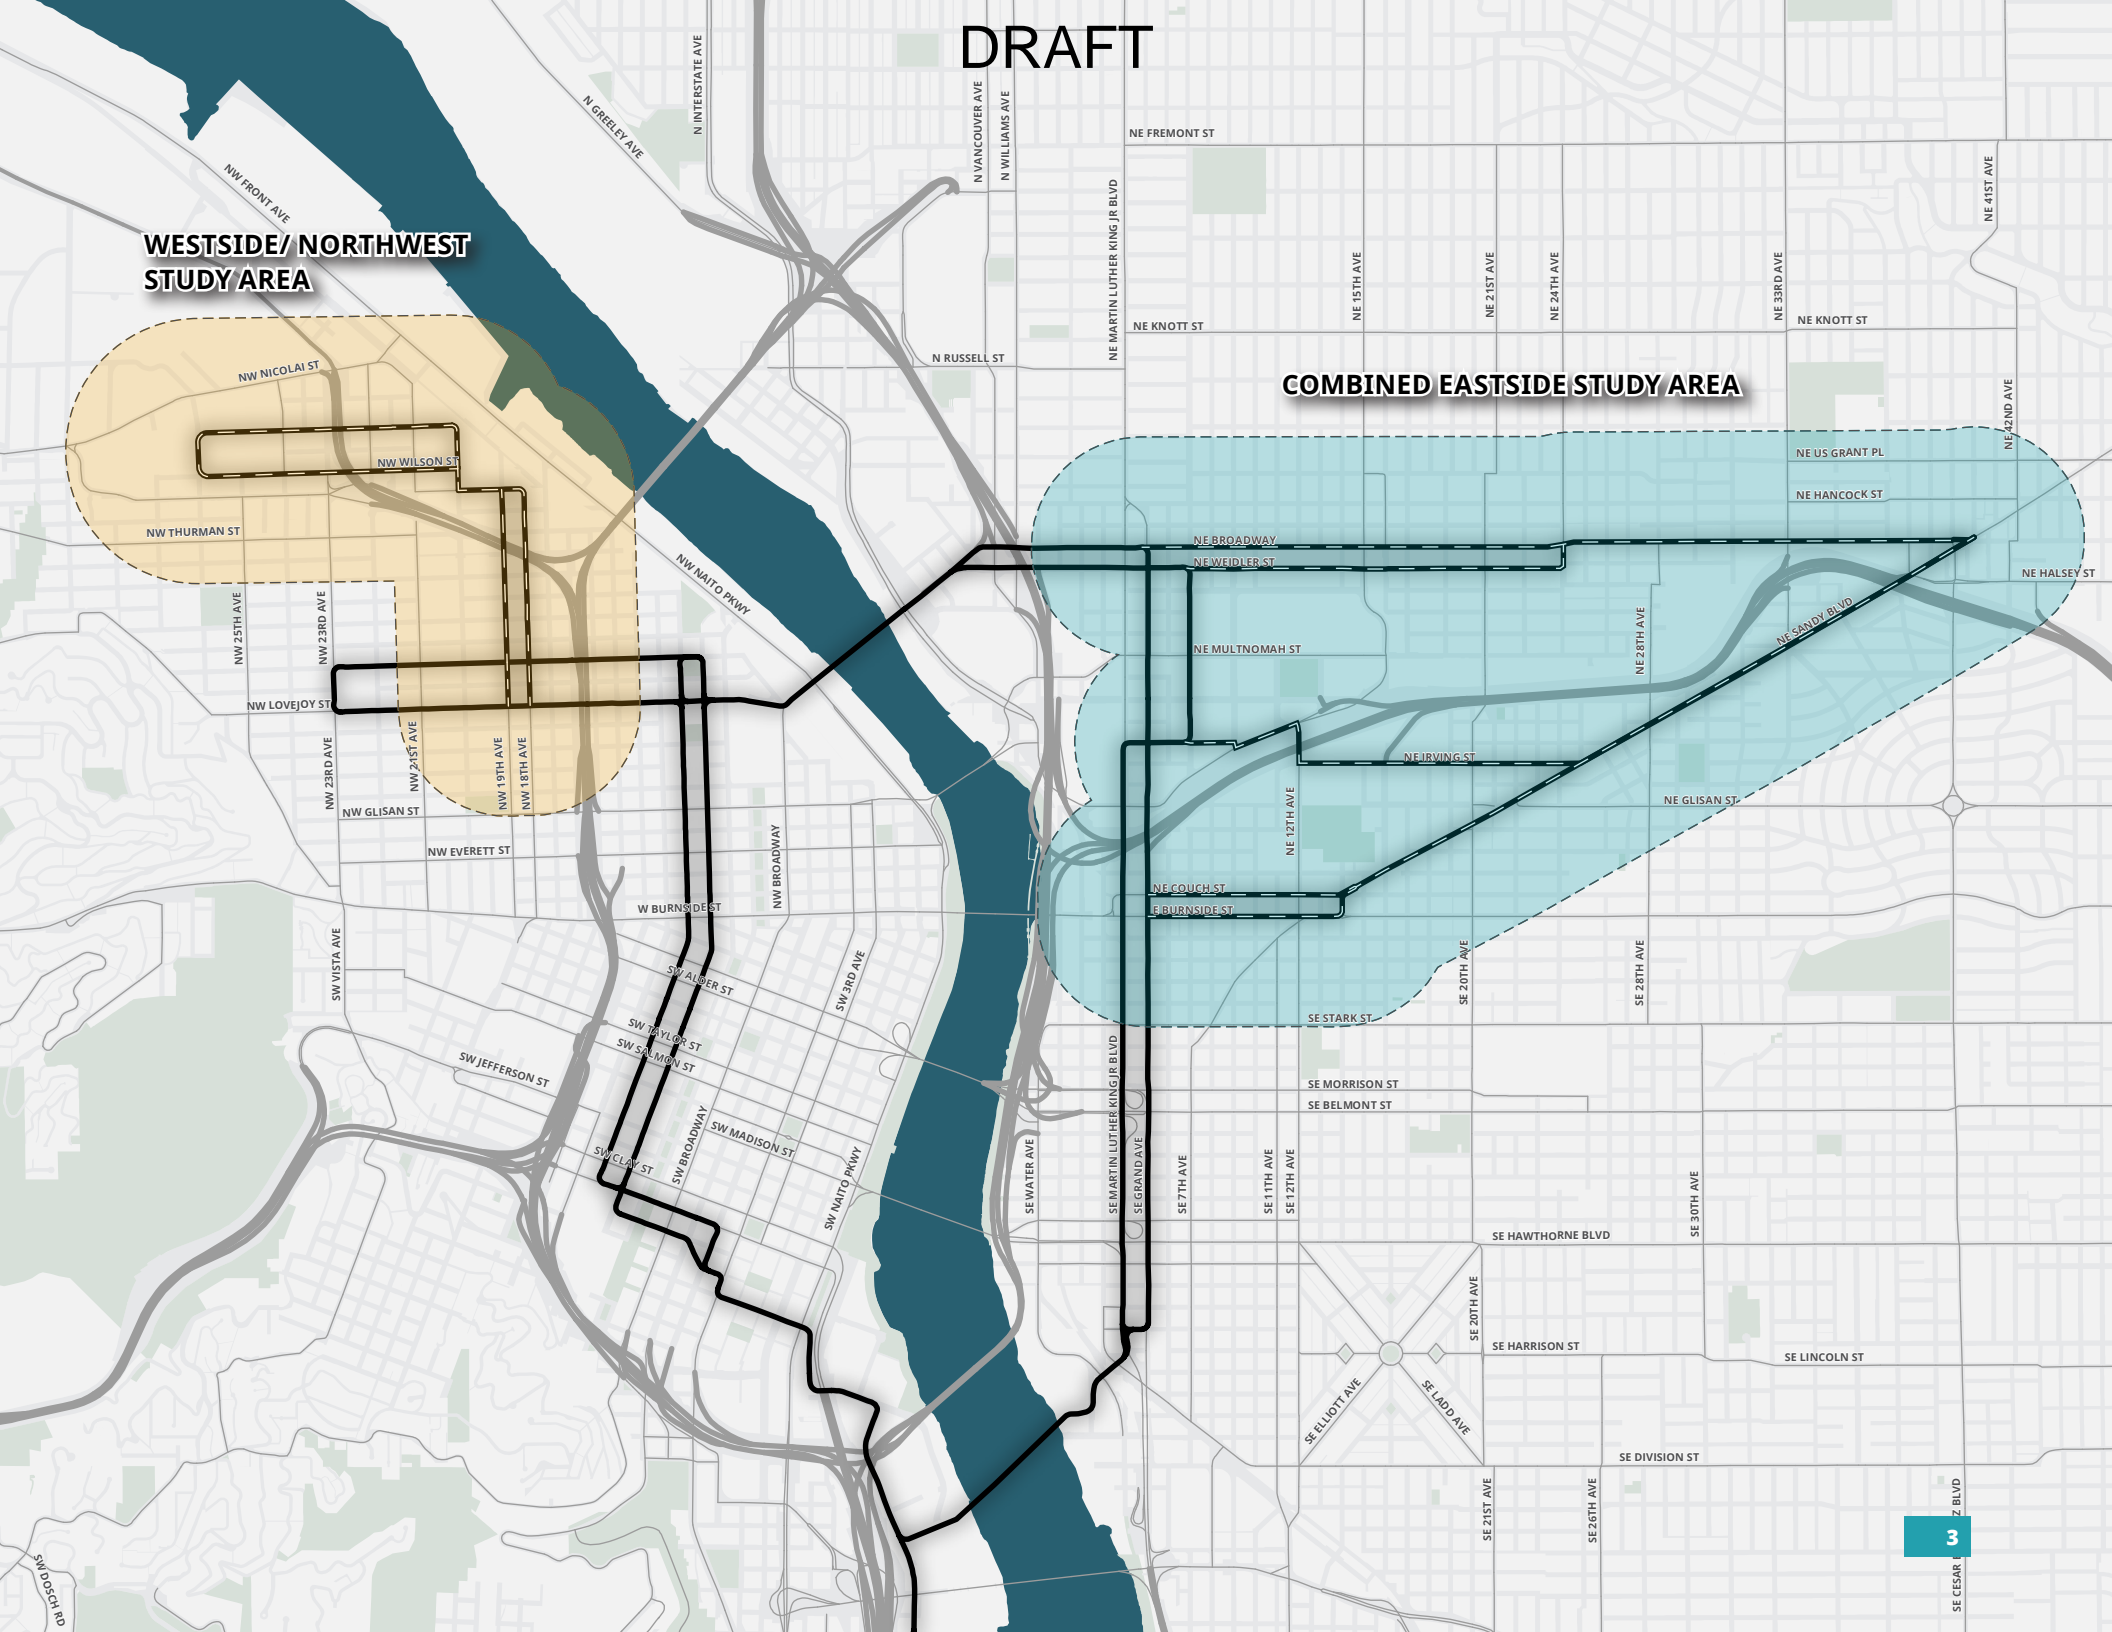 DRAFT
N INTERSTATE AVE
N GREELEY AVE
N VANCOUVER AVE
N WILLIAMS AVE
NE FREMONT ST
NW FRONT AVE
NE MARTIN LUTHER KING JR BLVD
NE 41ST AVE
WESTSIDE/ NORTHWEST
STUDY AREA
NE 15TH AVE
NE 21ST AVE
NE 24TH AVE
NE 33RD AVE
NE KNOTT ST
NE KNOTT ST
N RUSSELL ST
NW NICOLAI ST
COMBINED EASTSIDE STUDY AREA
NE 42ND AVE
NW WILSON ST
NE US GRANT PL
NE HANCOCK ST
NW THURMAN ST
NE BROADWAY
NE WEIDLER ST
NW NAITO PKWY
NE HALSEY ST
NW 25TH AVE
NW 23RD AVE
NE 28TH AVE
NE SANDY BLVD
NE MULTNOMAH ST
NW LOVEJOY ST
NW 23RD AVE
NW 21ST AVE
NW 19TH AVE
NW 18TH AVE
NE IRVING ST
NE 12TH AVE
NE GLISAN ST
NW GLISAN ST
NW BROADWAY
NW EVERETT ST
NE COUCH ST
W BURNSIDE ST
E BURNSIDE ST
SW VISTA AVE
SW ALDER ST
SW 3RD AVE
SE 20TH AVE
SE 28TH AVE
SW TAYLOR ST
SW SALMON ST
SE STARK ST
SW JEFFERSON ST
SE MORRISON ST
SE BELMONT ST
SE MARTIN LUTHER KING JR BLVD
SW MADISON ST
SW BROADWAY
SW CLAY ST
SW NAITO PKWY
SE WATER AVE
SE GRAND AVE
SE 7TH AVE
SE 11TH AVE
SE 12TH AVE
SE 30TH AVE
SE HAWTHORNE BLVD
SE 20TH AVE
SE HARRISON ST
SE LINCOLN ST
SE ELLIOTT AVE
SE LADD AVE
SE DIVISION ST
SE 21ST AVE
SE 26TH AVE
SE CESAR
Z BLVD
3
SW DOSCH RD